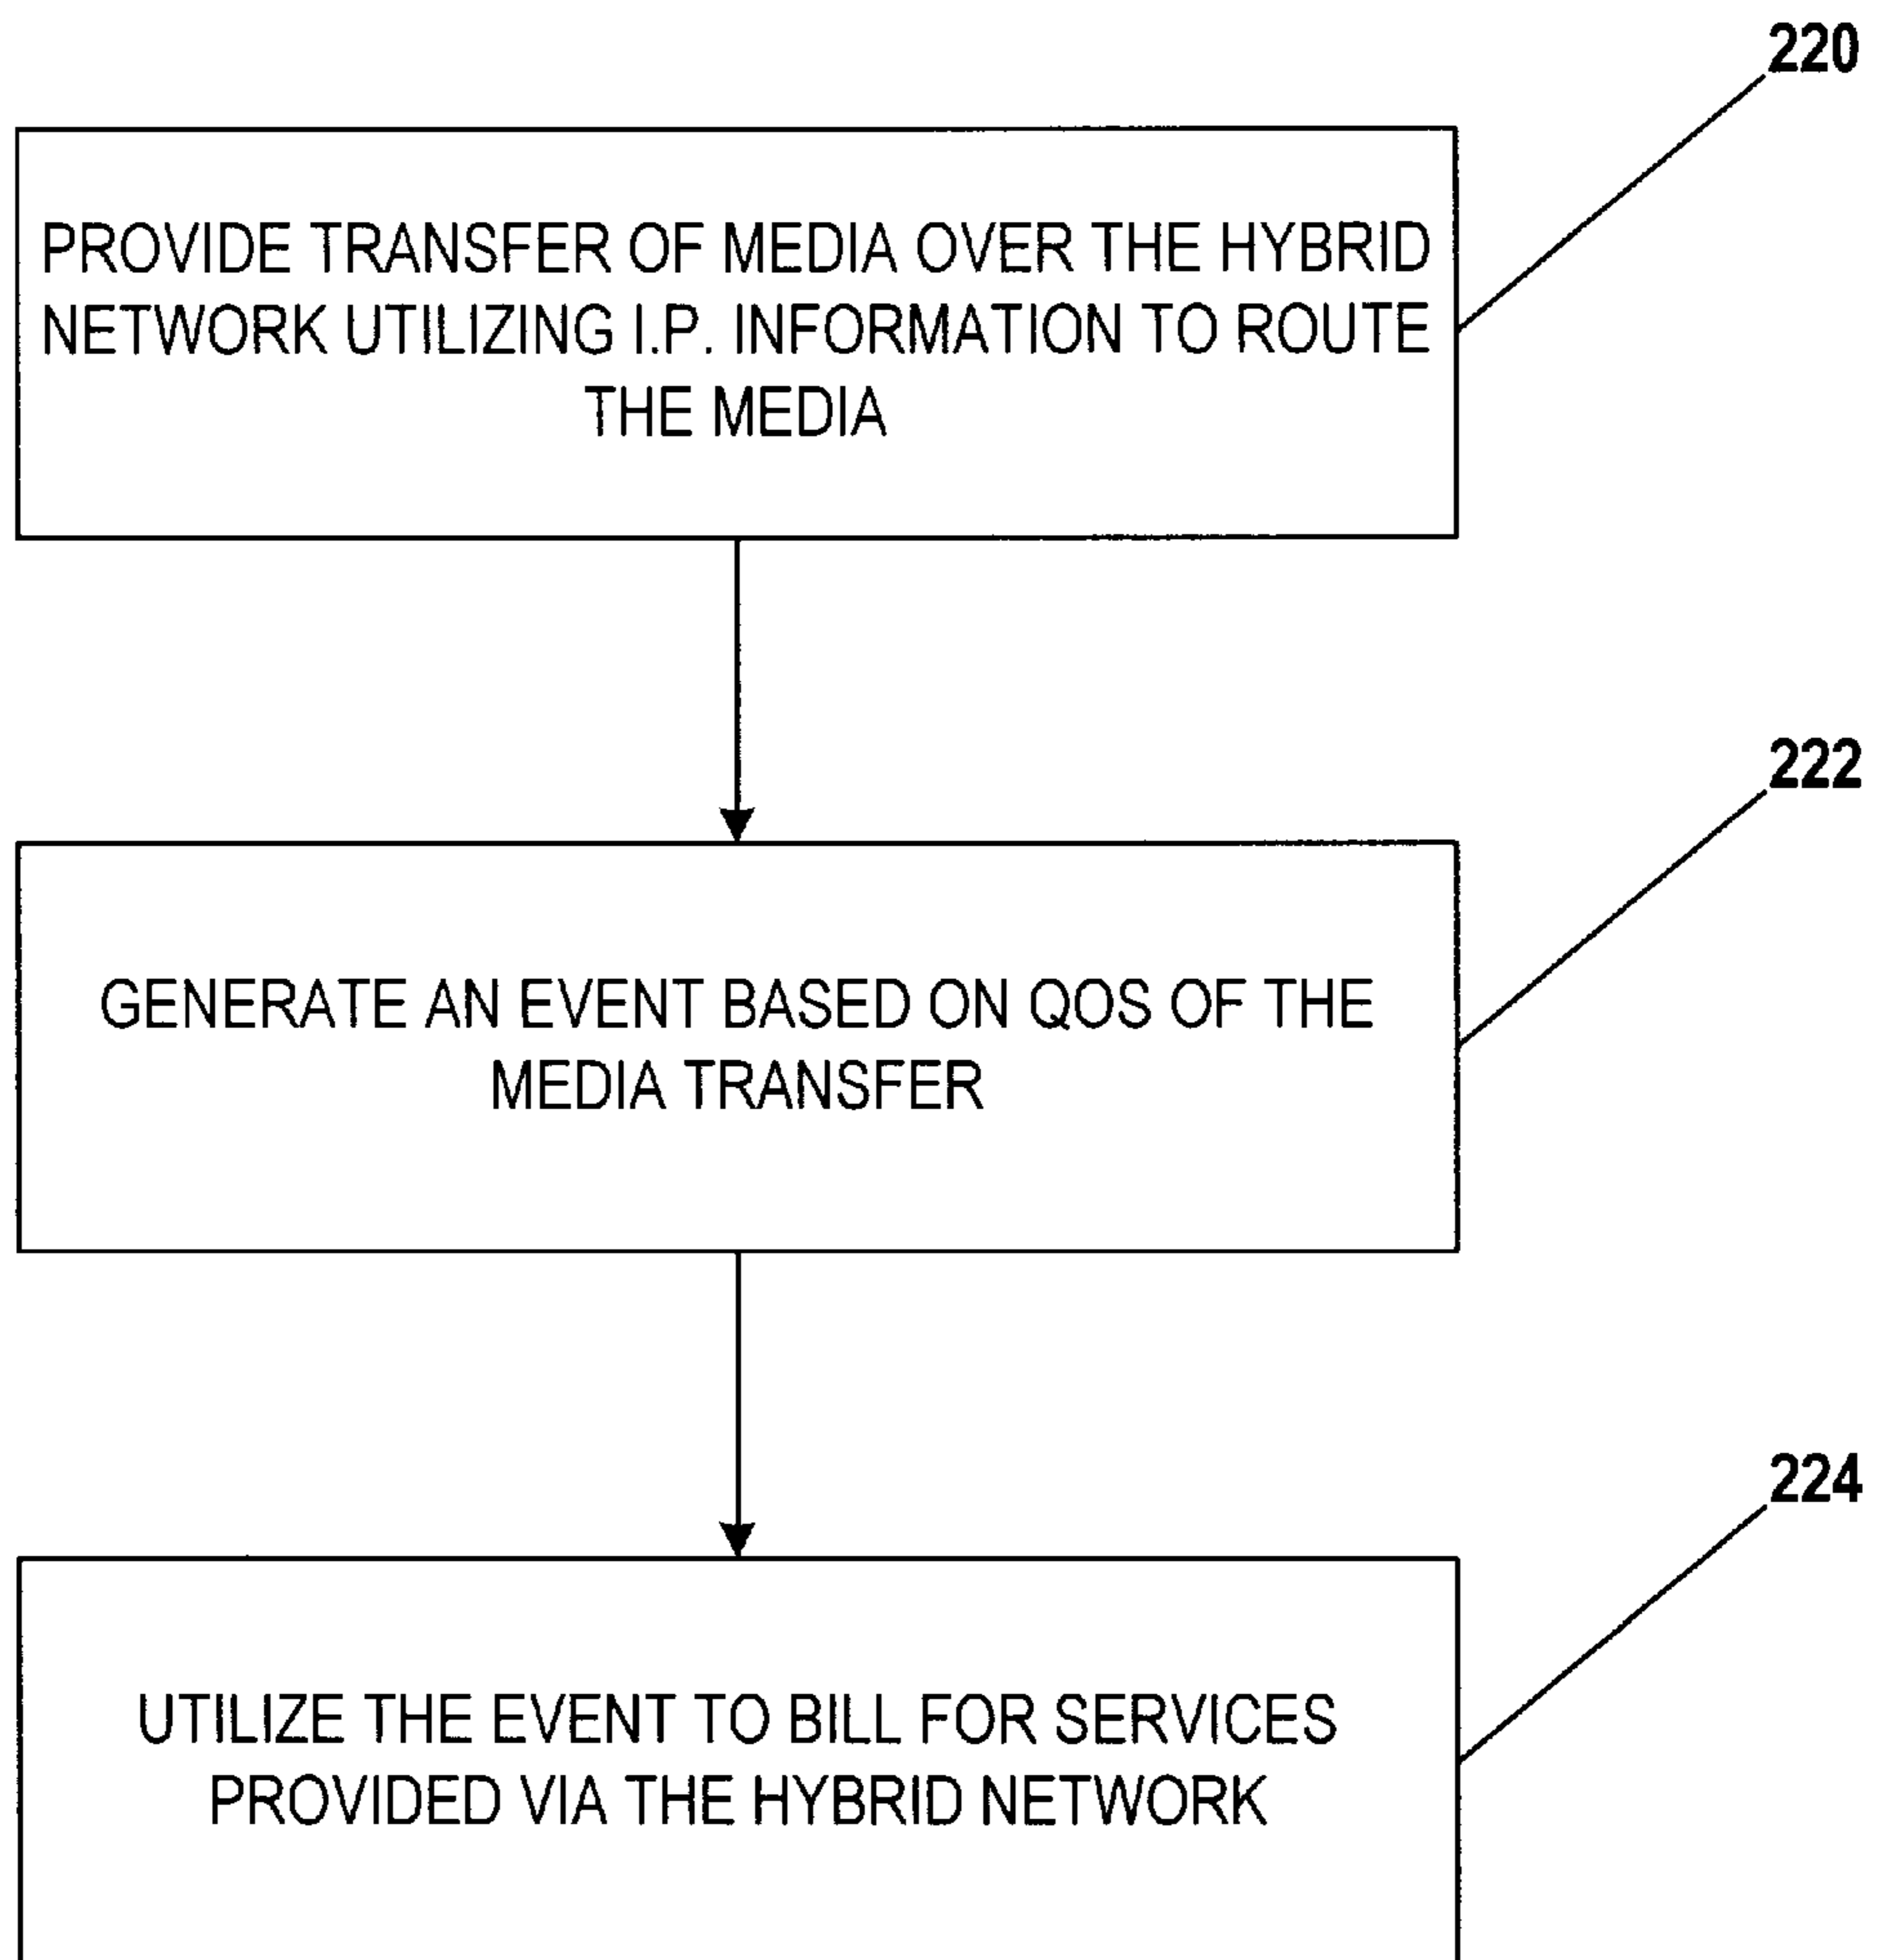 220
PROVIDE TRANSFER OF MEDIA OVER THE HYBRID
NETWORK UTILIZING I.P. INFORMATION TO ROUTE
THE MEDIA
222
GENERATE AN EVENT BASED ON QOS OF THE
MEDIA TRANSFER
224
UTILIZE THE EVENT TO BILL FOR SERVICES
PROVIDED VIA THE HYBRID NETWORK